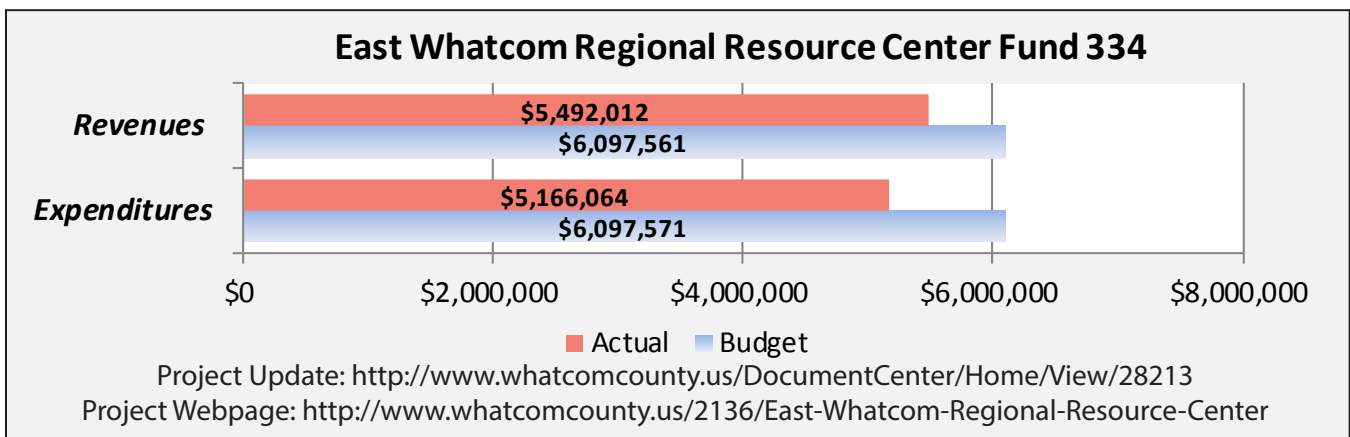 East Whatcom Regional Resource Center Fund 334
Revenues
$5,492,012
$6,097,561
Expenditures
$5,166,064
$6,097,571
$0 $2,000,000 $4,000,000 $6,000,000 $8,000,000
Actual Budget
Project Update: http://www.whatcomcounty.us/DocumentCenter/Home/View/28213
Project Webpage: http://www.whatcomcounty.us/2136/East-Whatcom-Regional-Resource-Center